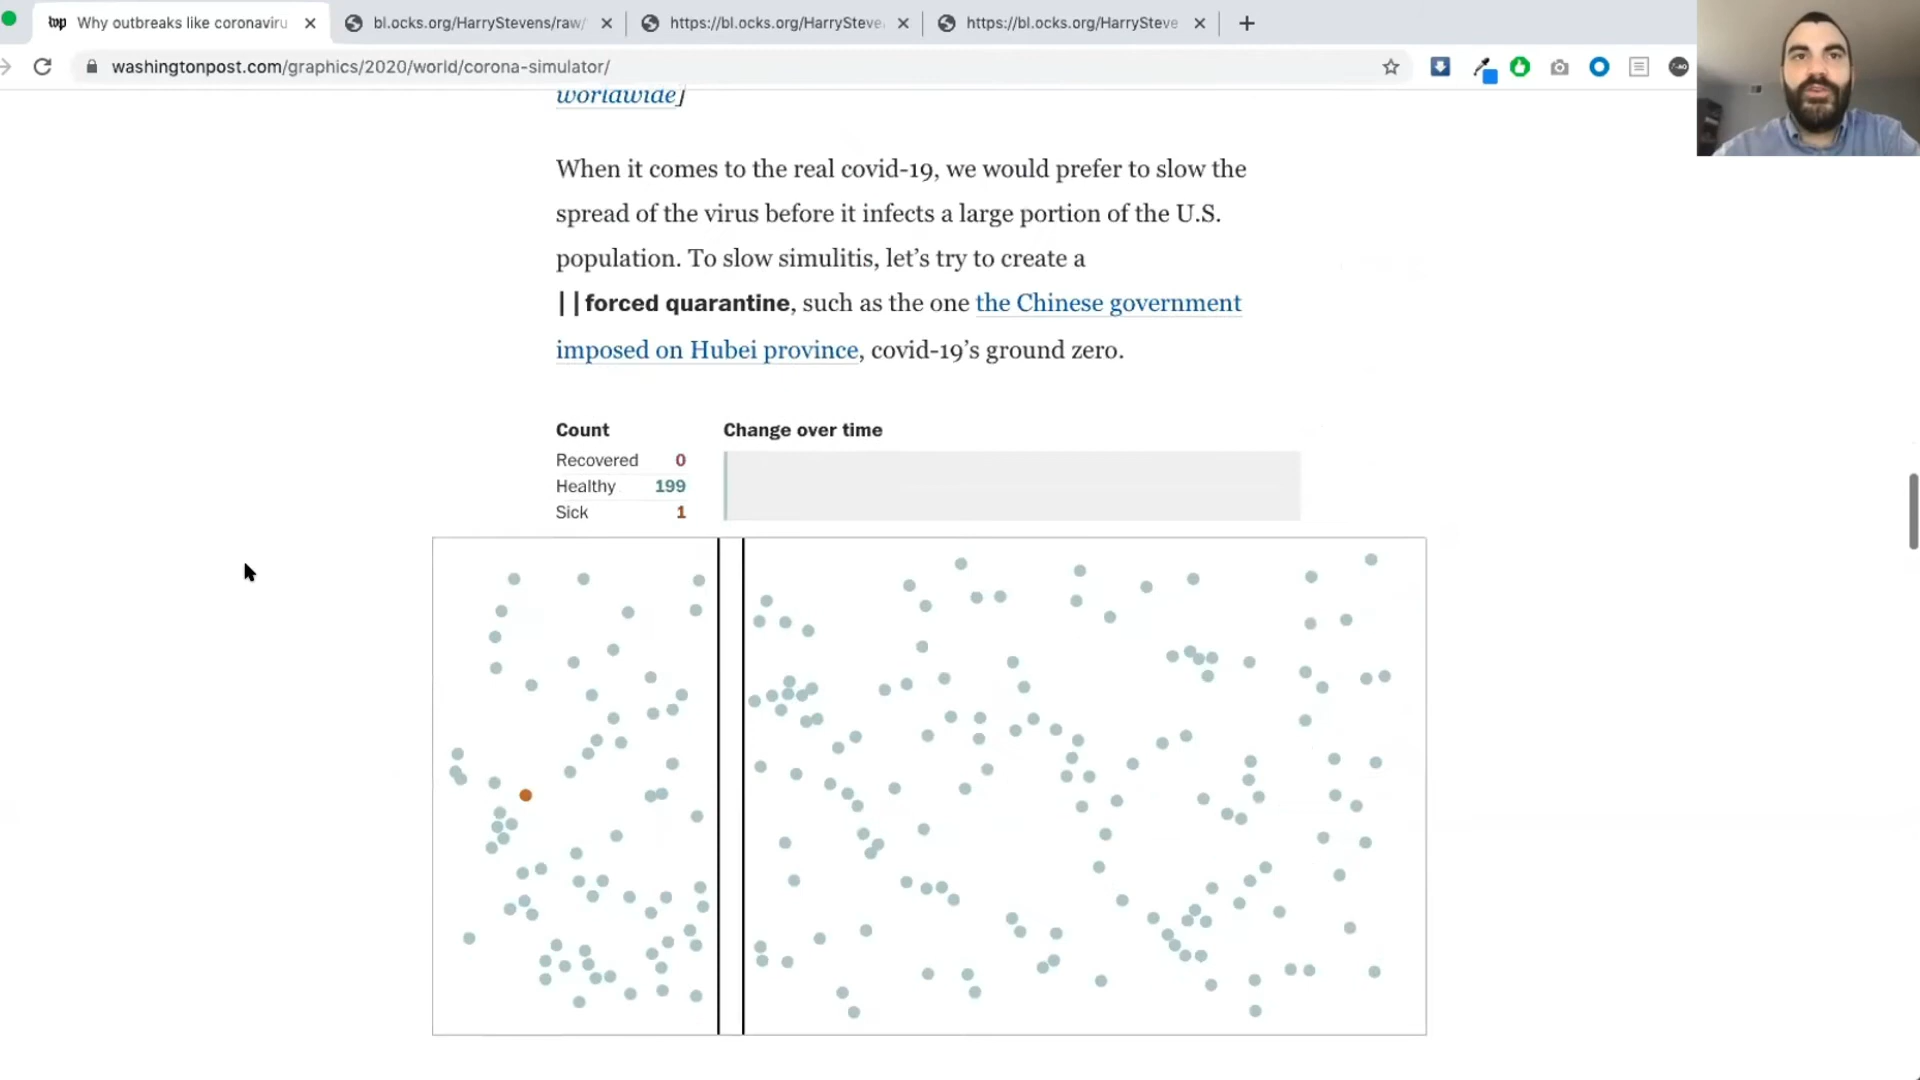 wp Why outbreaks like coronaviru
bl.ocks.org/HarryStevens/raw/
https://bl.ocks.org/HarrySteve
https://bl.ocks.org/HarrySteve
washingtonpost.com/graphics/2020/world/corona-simulator/
worldwide]
When it comes to the real covid-19, we would prefer to slow the
spread of the virus before it infects a large portion of the U.S.
population. To slow simulitis, let’s try to create a
||forced quarantine, such as the one the Chinese government
imposed on Hubei province, covid-19’s ground zero.
Count
Recovered 0
Healthy 199
Sick 1
Change over time